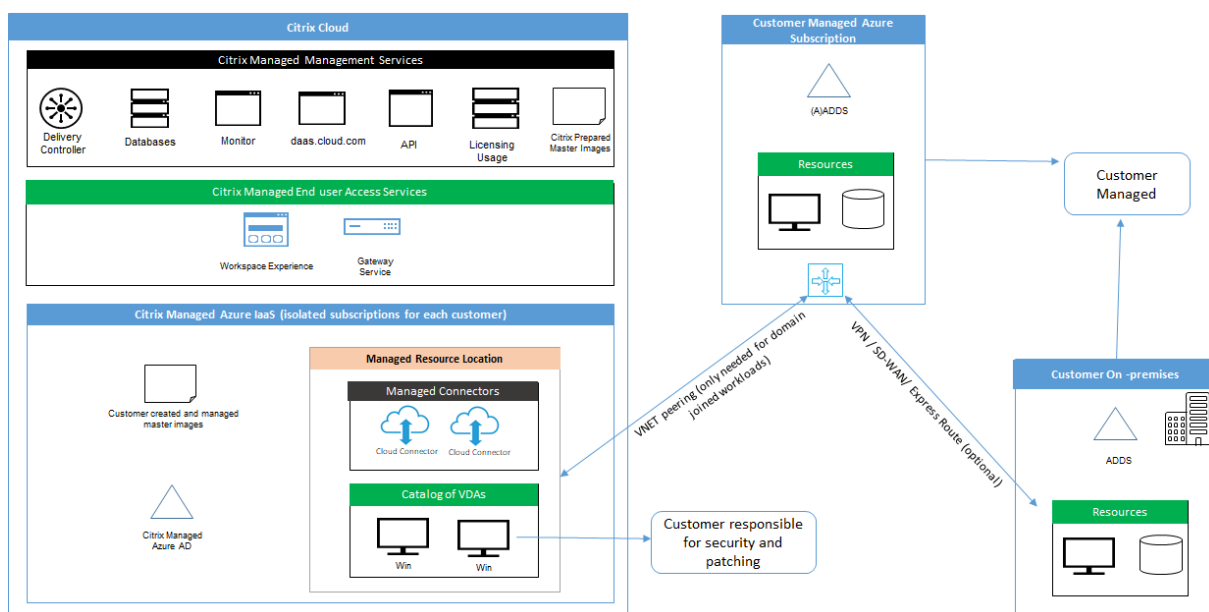 Citrix Cloud
Citrix Managed Management Services
Delivery
Controller
Databases
Monitor
daas.cloud.com
API
Licensing
Usage
Citrix Prepared
Master Images
Citrix Managed End user Access Services
Workspace Experience
Gateway
Service
Citrix Managed Azure IaaS (isolated subscriptions for each customer)
Customer created and managed
master images
Citrix Managed
Azure AD
Managed Resource Location
Managed Connectors
Cloud Connector
Cloud Connector
Catalog of VDAs
Win
Win
Customer responsible
for security and
patching
Customer Managed Azure
Subscription
(A)ADDS
Resources
VNET peering (only needed for domain
joined workloads)
VPN / SD-WAN/ Express Route (optional)
Customer
Managed
Customer On -premises
ADDS
Resources